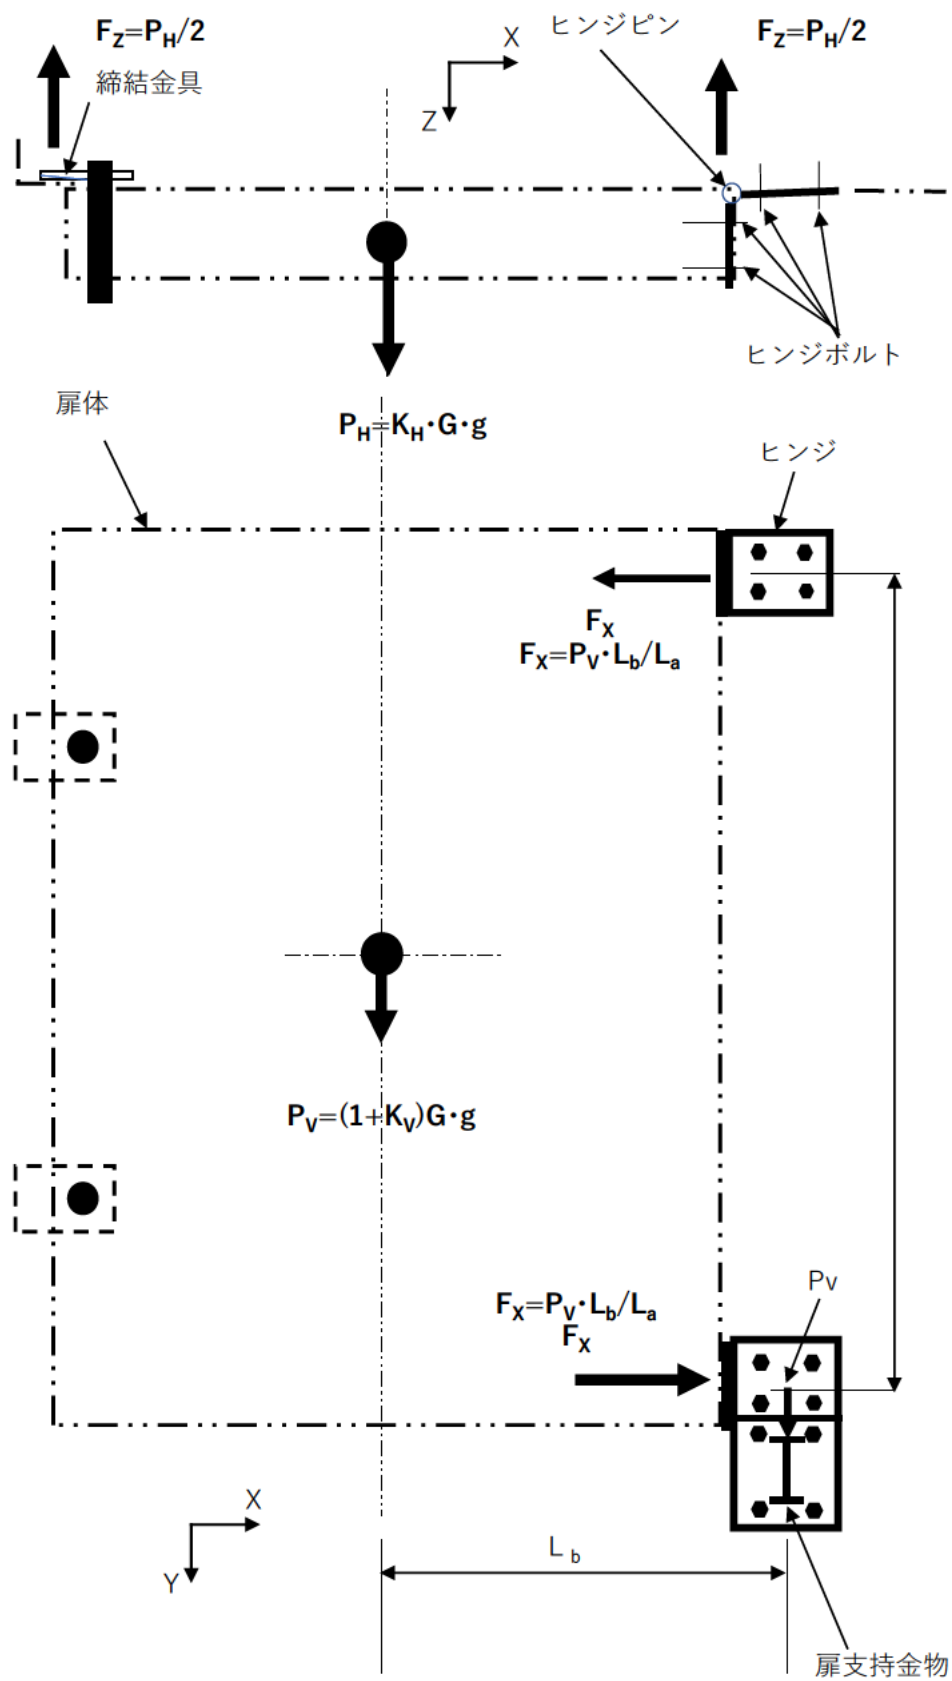 F_Z=P_H/2
ヒンジピン
F_Z=P_H/2
X
締結金具
Z
ヒンジボルト
扉体
P_H=K_H・G・g
ヒンジ
F_X
F_X=P_V・L_b/L_a
P_V=(1+K_V)G・g
Pv
F_X=P_V・L_b/L_a
F_X
X
Y
L_b
扉支持金物